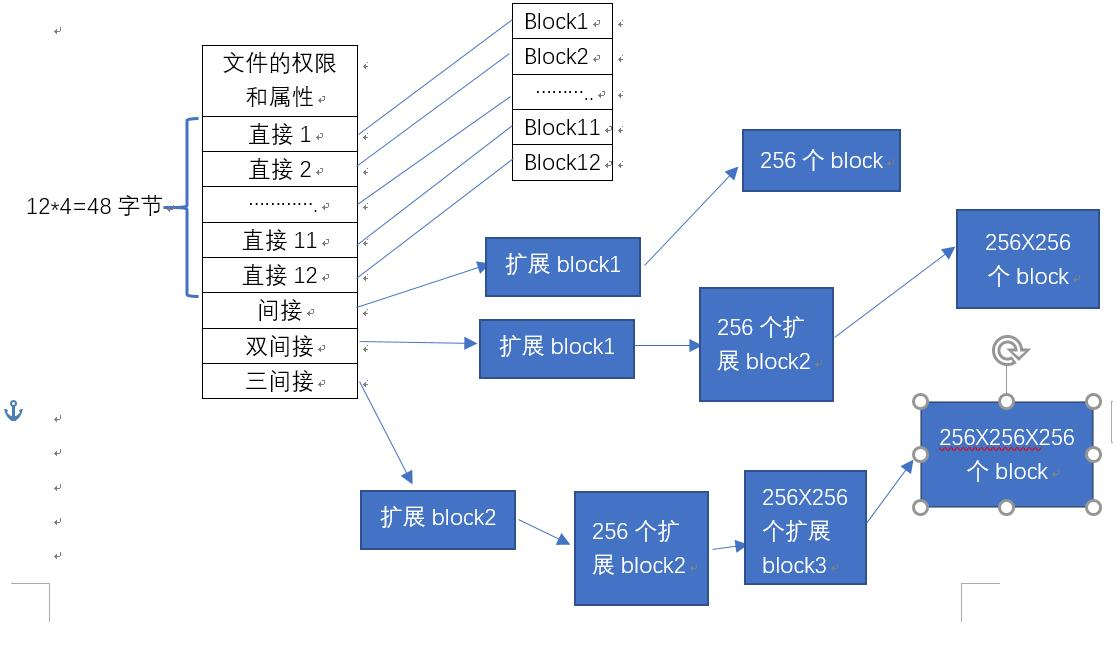 文件的权限
和属性
直接 1
直接 2
………….
直接 11
直接 12
间接
双间接
三间接
12*4=48 字节
Block1
Block2
………..
Block11
Block12
扩展 block1
256 个 block
扩展 block1
256 个扩
展 block2
256X256
个 block
扩展 block2
256 个扩
展 block2
256X256
个扩展
block3
256X256X256
个 block